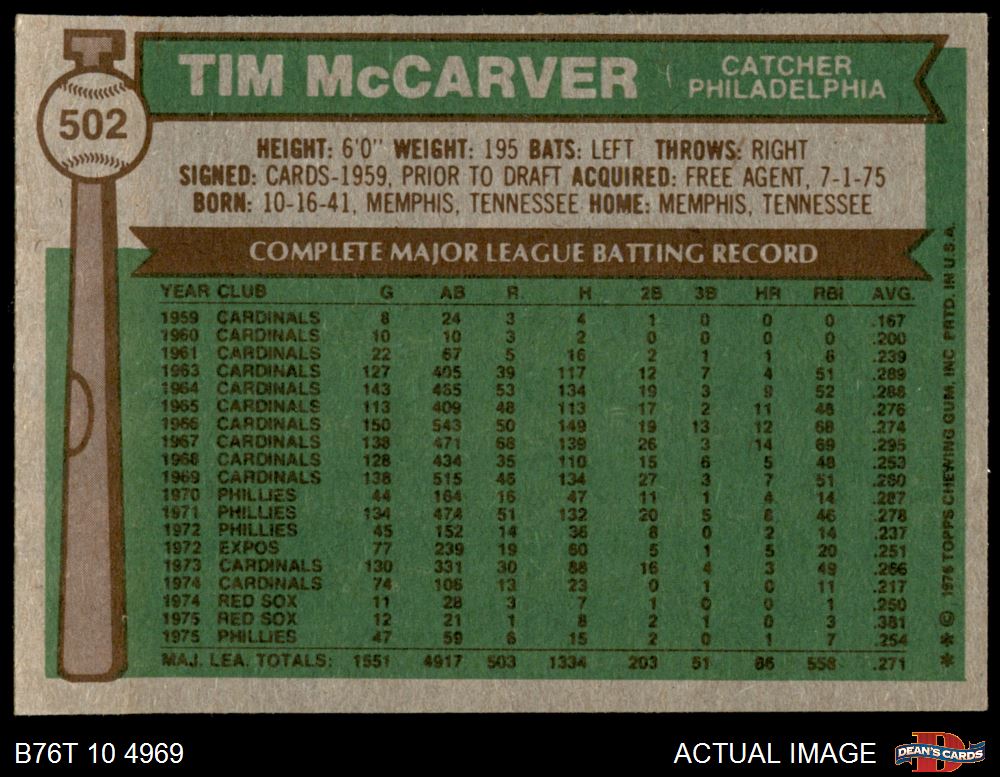 TIM McCARVER
CATCHER
PHILADELPHIA
502
HEIGHT: 6'0" WEIGHT: 195 BATS: LEFT THROWS: RIGHT
SIGNED: CARDS-1959, PRIOR TO DRAFT ACQUIRED: FREE AGENT, 7-1-75
BORN: 10-16-41, MEMPHIS, TENNESSEE HOME: MEMPHIS, TENNESSEE
COMPLETE MAJOR LEAGUE BATTING RECORD
YEAR CLUB G AB R H 2B 3B HR RBI AVG.
1959 CARDINALS 8 24 3 4 1 0 0 0 .167
1960 CARDINALS 10 10 3 2 0 0 0 0 .200
1961 CARDINALS 22 67 5 16 2 1 1 6 .239
1963 CARDINALS 127 405 39 117 12 7 4 51 .289
1964 CARDINALS 143 465 53 134 19 3 9 52 .288
1965 CARDINALS 113 409 48 113 17 2 11 48 .276
1966 CARDINALS 150 543 50 149 19 13 12 68 .274
1967 CARDINALS 138 471 68 139 26 3 14 69 .295
1968 CARDINALS 128 434 35 110 15 6 5 48 .253
1969 CARDINALS 138 515 46 134 27 3 7 51 .260
1970 PHILLIES 44 164 16 47 11 1 4 14 .287
1971 PHILLIES 134 474 51 132 20 5 8 46 .278
1972 PHILLIES 45 152 14 36 8 0 2 14 .237
1972 EXPOS 77 239 19 60 5 1 5 20 .251
1973 CARDINALS 130 331 30 88 16 4 3 49 .266
1974 CARDINALS 74 106 13 23 0 1 0 11 .217
1974 RED SOX 11 28 3 7 1 0 0 1 .250
1975 RED SOX 12 21 1 8 2 1 0 3 .381
1975 PHILLIES 47 59 6 15 2 0 1 7 .254
MAJ. LEA. TOTALS: 1551 4917 503 1334 203 51 86 558 .271
* * © 1976 TOPPS CHEWING GUM, INC PRTD. IN U.S.A.
B76T 10 4969
ACTUAL IMAGE
D
DEAN'S CARDS